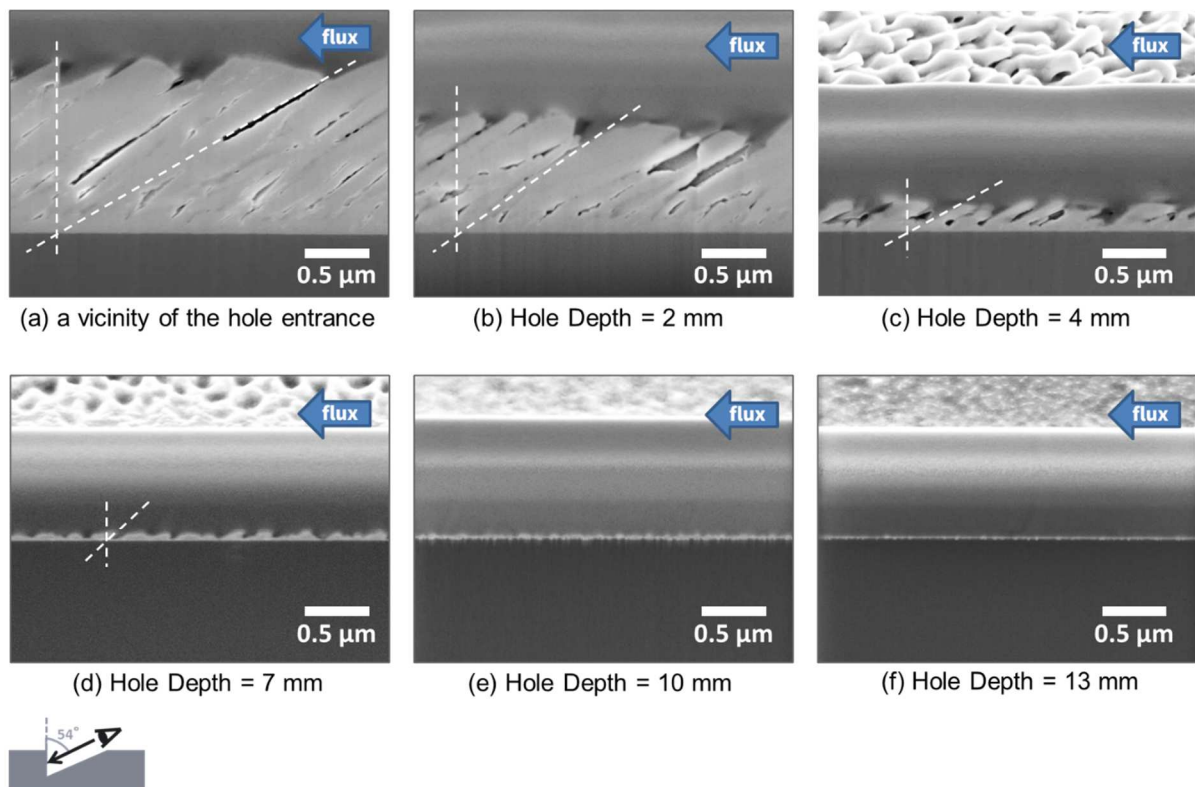 flux
flux
flux
0.5 µm
0.5 µm
0.5 µm
(a) a vicinity of the hole entrance
(b) Hole Depth = 2 mm
(c) Hole Depth = 4 mm
flux
flux
flux
0.5 µm
0.5 µm
0.5 µm
(d) Hole Depth = 7 mm
(e) Hole Depth = 10 mm
(f) Hole Depth = 13 mm
54°